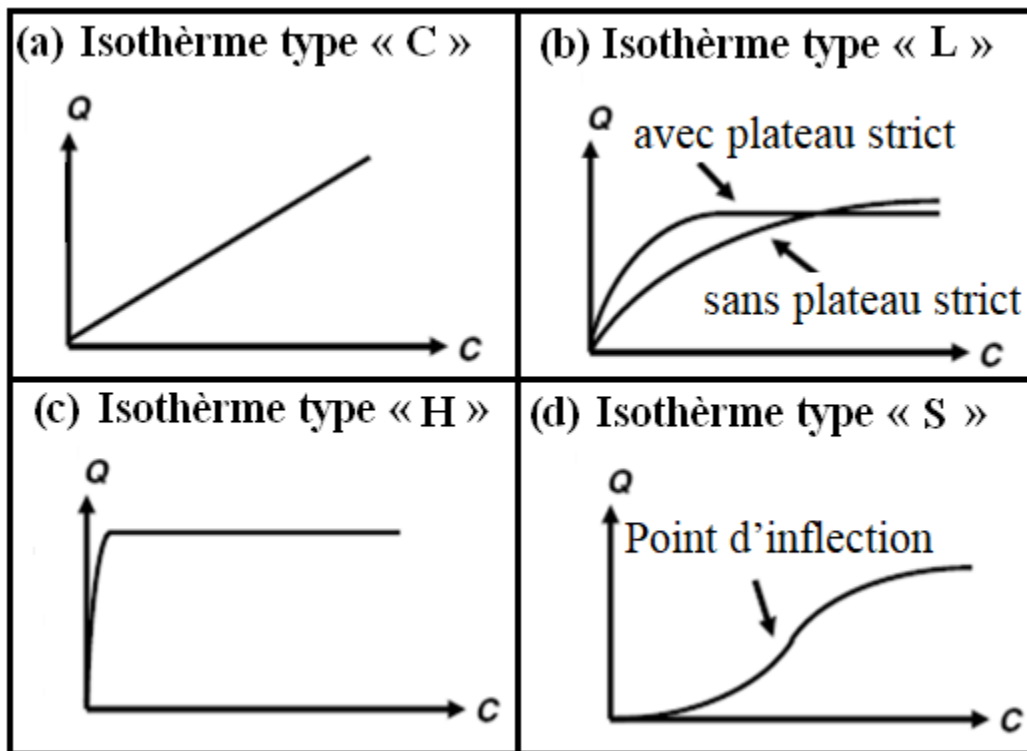 (a) Isothèrme type « C »
Q
C
(b) Isothèrme type « L »
Q
avec plateau strict
sans plateau strict
C
(c) Isothèrme type « H »
Q
C
(d) Isothèrme type « S »
Q
Point d’inflection
C